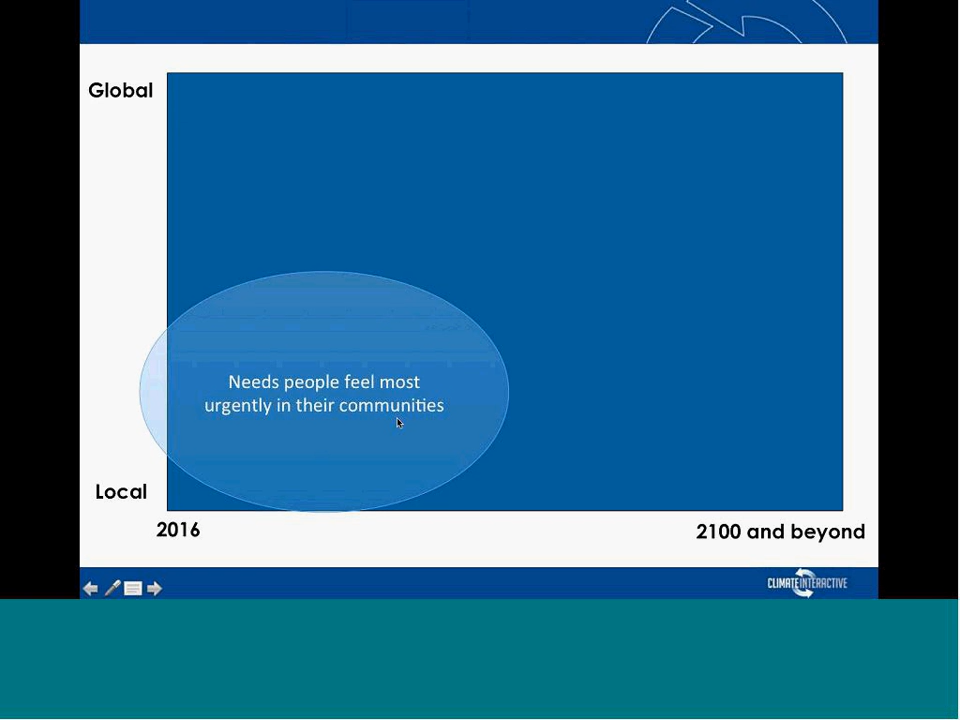 Global
Needs people feel most
urgently in their communities
Local
2016
2100 and beyond
CLIMATE INTERACTIVE